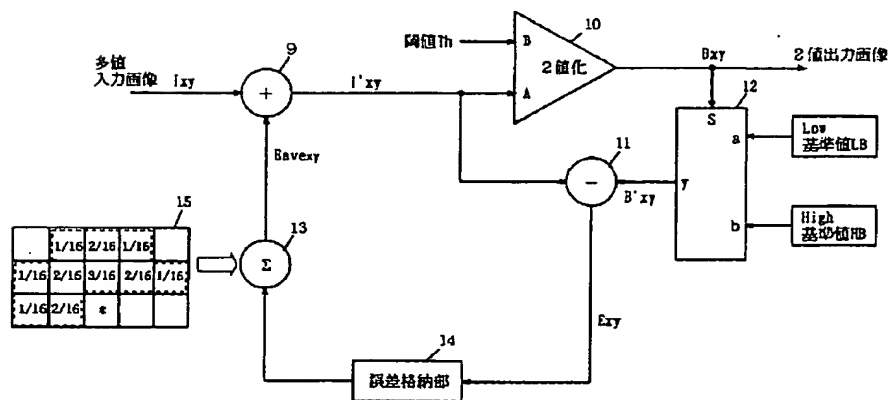 多値
入力画像
Ixy
9
+
I'xy
閾値Th
B
A
2値化
10
Bxy
2値出力画像
12
S
a
b
y
Low
基準値LB
High
基準値HB
11
-
B'xy
Eavexy
13
Σ
15
1/16 2/16 1/16
1/16 2/16 3/16 2/16 1/16
1/16 2/16 *
Exy
14
誤差格納部